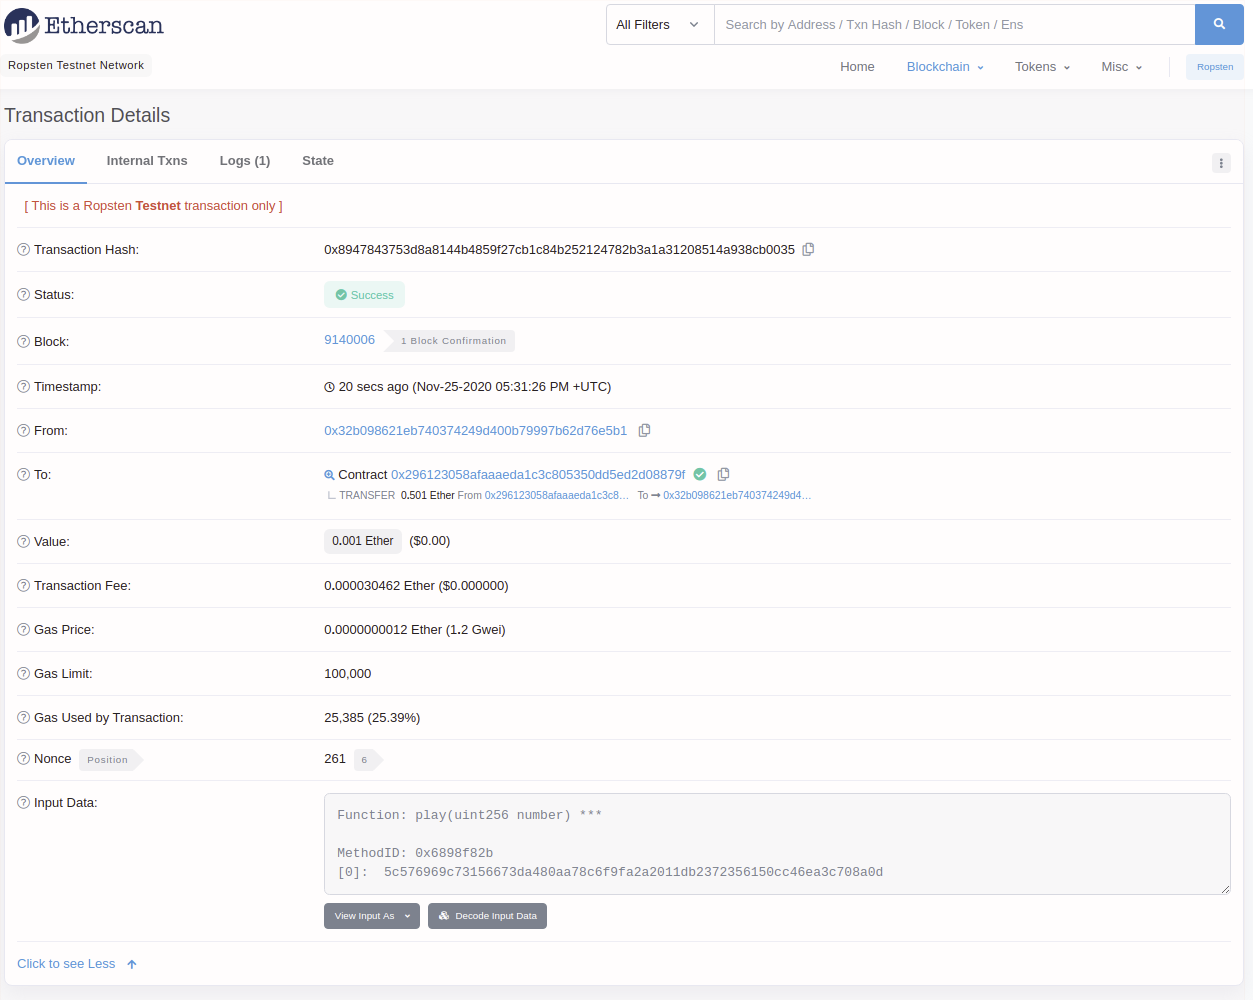 Etherscan
All Filters
Search by Address / Txn Hash / Block / Token / Ens
Ropsten Testnet Network
Home Blockchain Tokens Misc Ropsten
Transaction Details
Overview Internal Txns Logs (1) State
[ This is a Ropsten Testnet transaction only ]
Transaction Hash: 0x8947843753d8a8144b4859f27cb1c84b252124782b3a1a31208514a938cb0035
Status: Success
Block: 9140006 1 Block Confirmation
Timestamp: 20 secs ago (Nov-25-2020 05:31:26 PM +UTC)
From: 0x32b098621eb740374249d400b79997b62d76e5b1
To: Contract 0x296123058afaaaeda1c3c805350dd5ed2d08879f
TRANSFER 0.501 Ether From 0x296123058afaaaeda1c3c8... To 0x32b098621eb740374249d4...
Value: 0.001 Ether ($0.00)
Transaction Fee: 0.000030462 Ether ($0.000000)
Gas Price: 0.0000000012 Ether (1.2 Gwei)
Gas Limit: 100,000
Gas Used by Transaction: 25,385 (25.39%)
Nonce Position 261 6
Input Data:
Function: play(uint256 number) ***
MethodID: 0x6898f82b
[0]: 5c576969c73156673da480aa78c6f9fa2a2011db2372356150cc46ea3c708a0d
View Input As Decode Input Data
Click to see Less